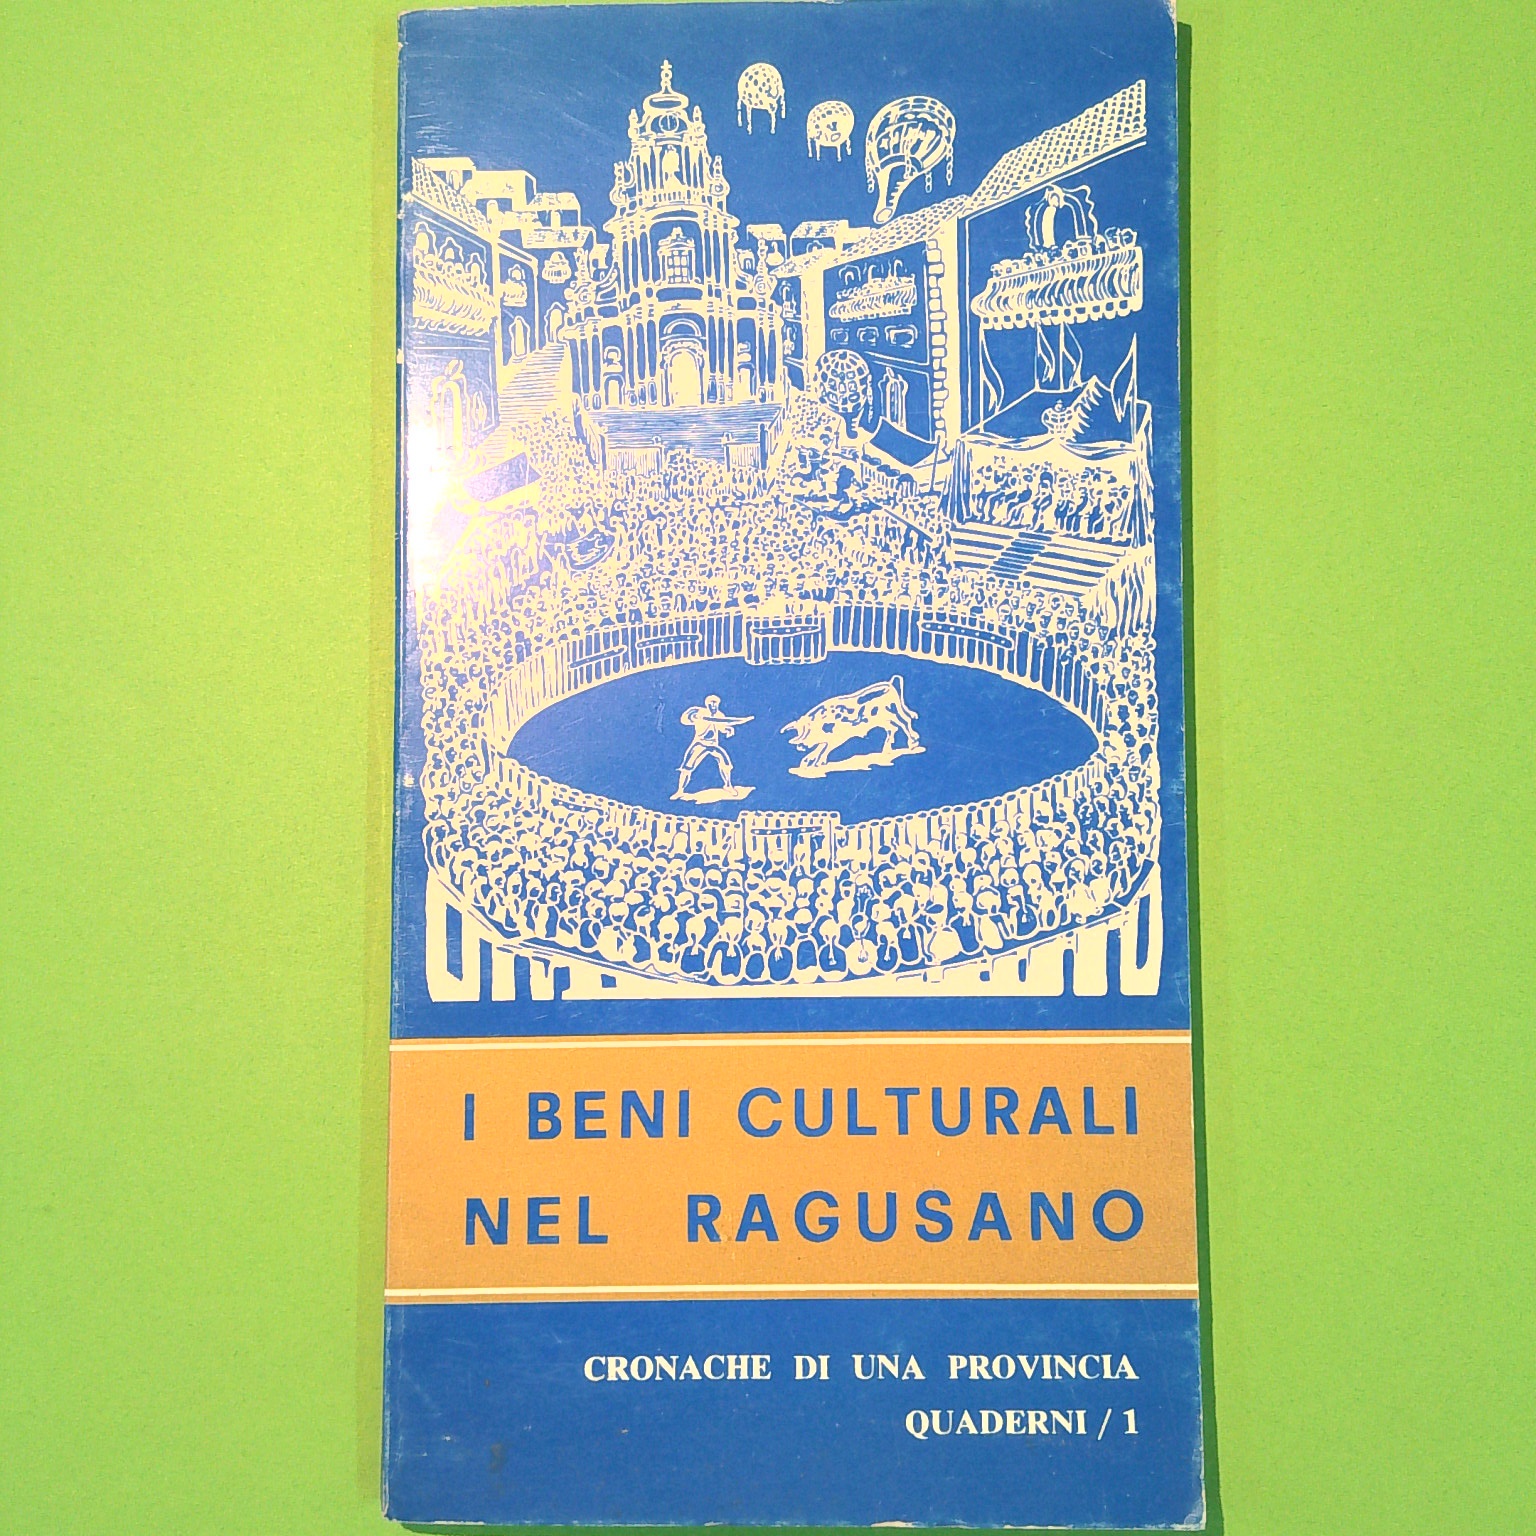 I BENI CULTURALI
NEL RAGUSANO
CRONACHE DI UNA PROVINCIA
QUADERNI / 1